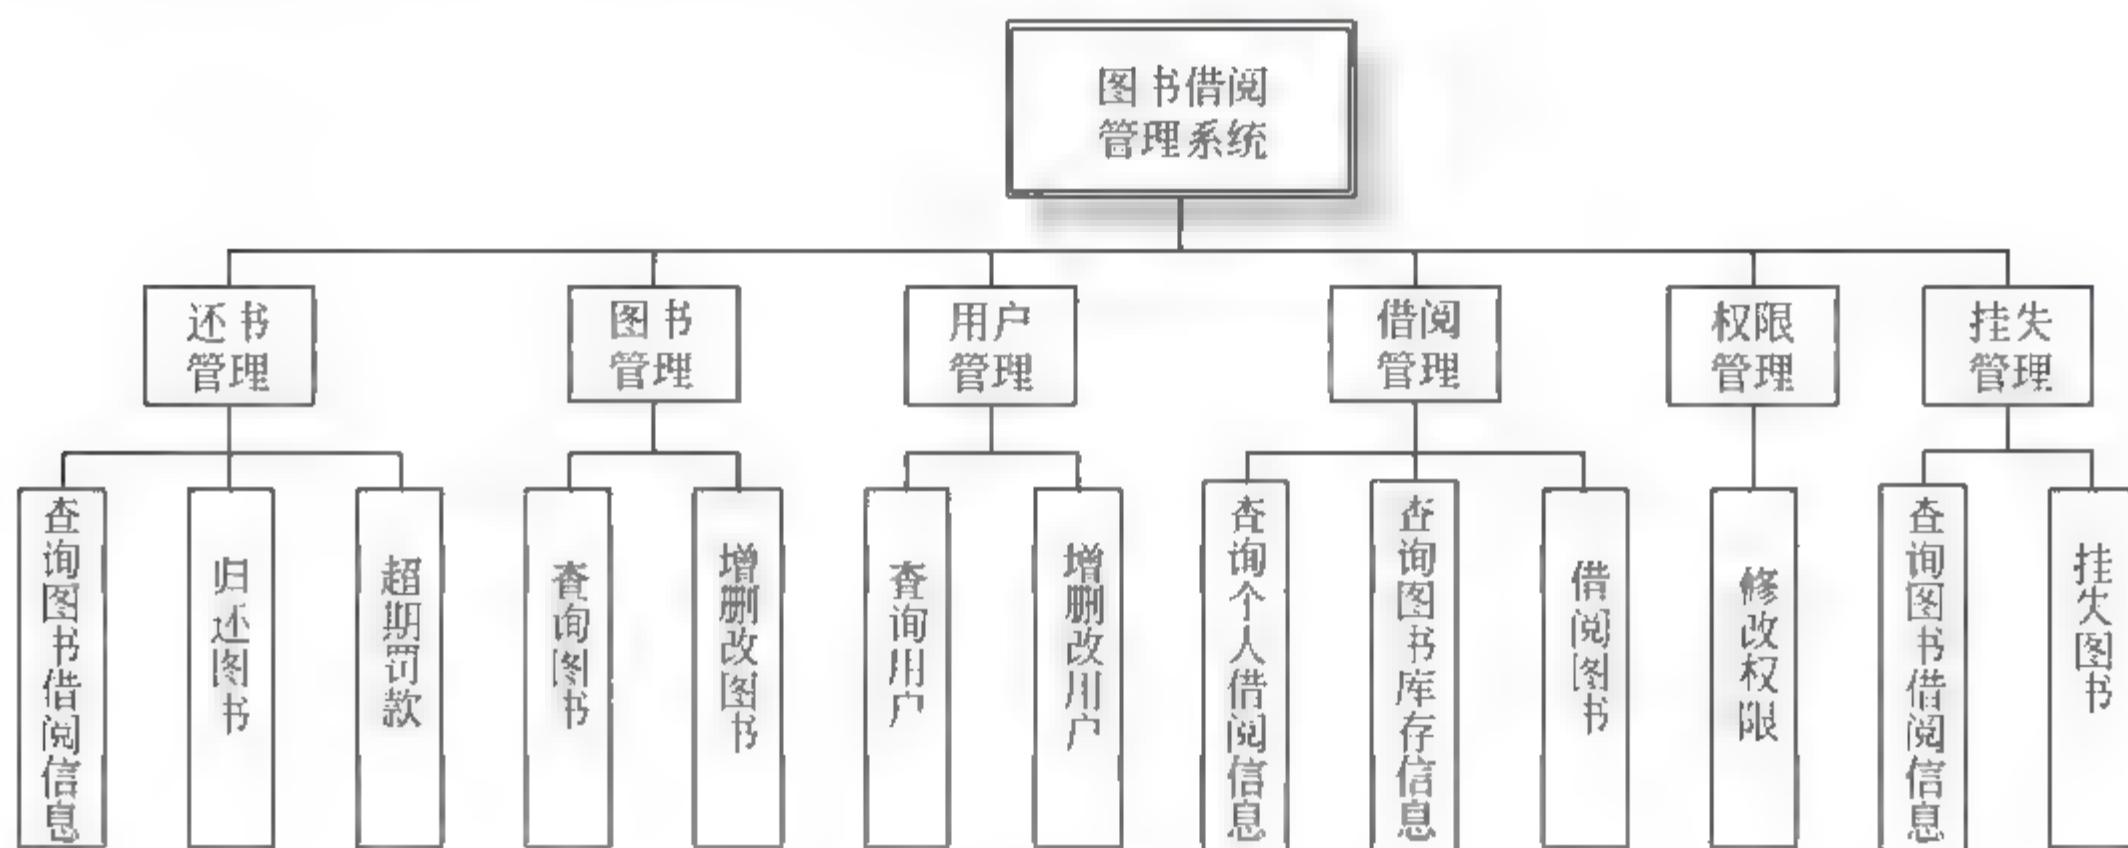 图书借阅
管理系统
还书
管理
图书
管理
用户
管理
借阅
管理
权限
管理
挂失
管理
查询图书借阅信息
归还图书
超期罚款
查询图书
增删改图书
查询用户
增删改用户
查询个人借阅信息
查询图书库存信息
借阅图书
修改权限
查询图书借阅信息
挂失图书